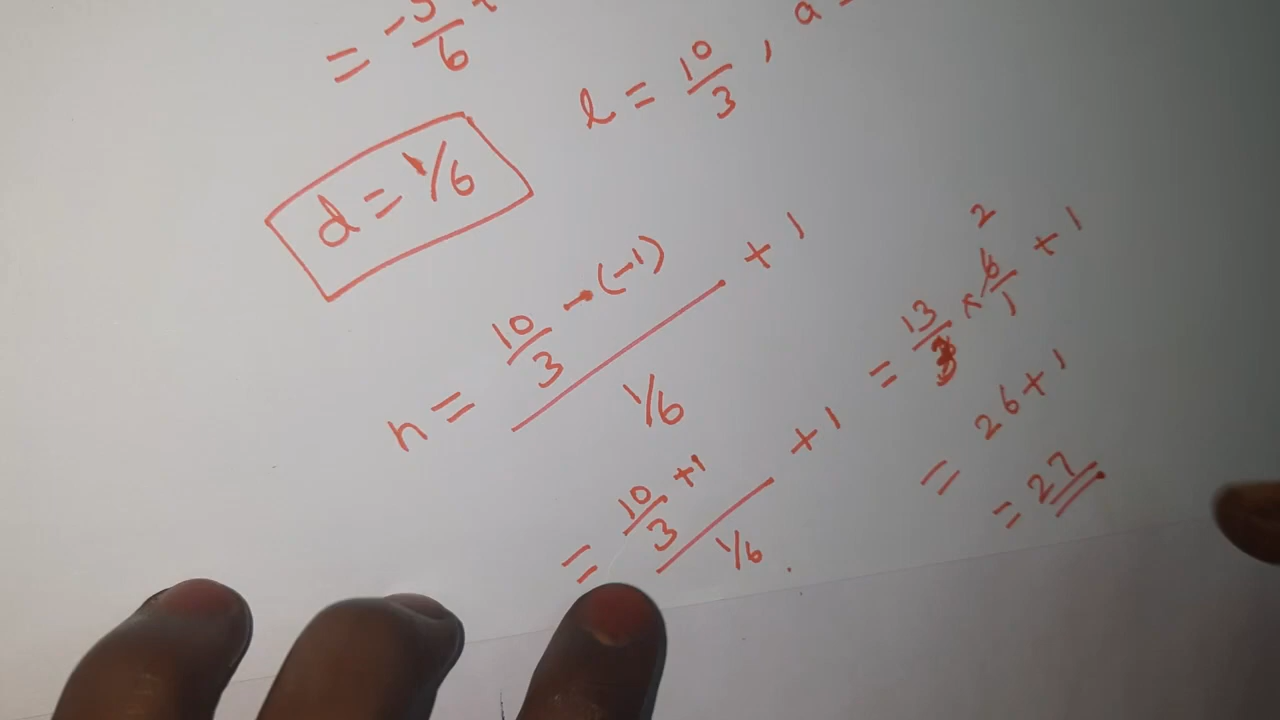 = -5/6 +
l = 10/3 , a =
d = 1/6
n = (10/3 - (-1)) / (1/6) + 1
= (10/3 + 1) / (1/6) + 1
= 13/3 × 6/1 + 1
2
= 26 + 1
= 27